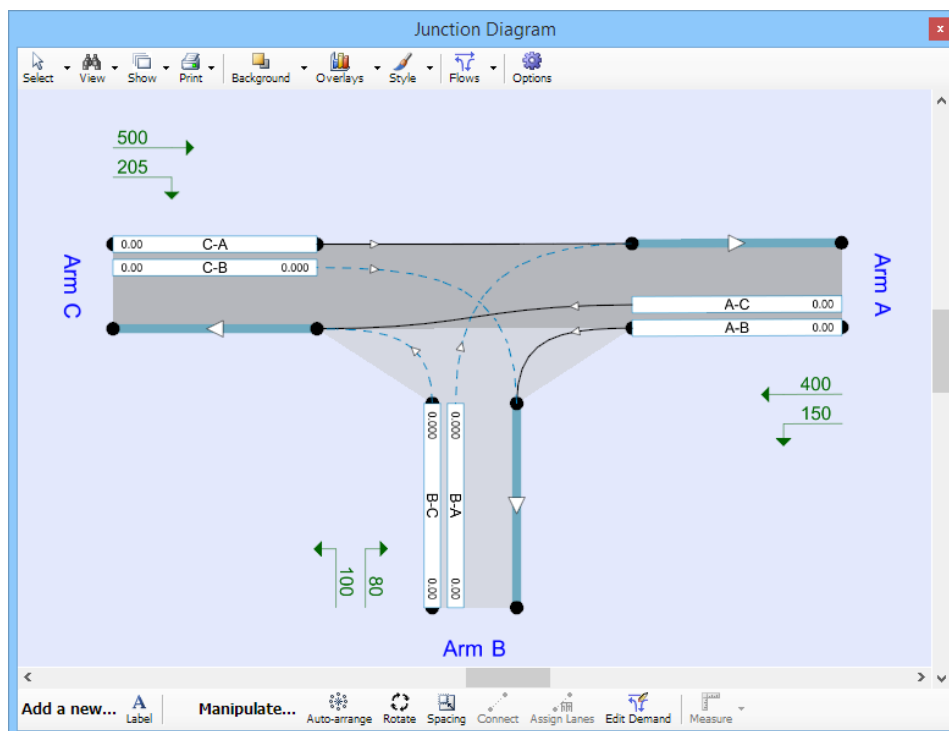 Junction Diagram
x
Select View Show Print Background Overlays Style Flows Options
500
205
Arm C
0.00 C-A
0.00 C-B 0.000
Arm A
A-C 0.00
A-B 0.00
400
150
0.000 B-C 0.00
0.000 B-A 0.00
100
80
Arm B
Add a new... A Label Manipulate... Auto-arrange Rotate Spacing Connect Assign Lanes Edit Demand Measure